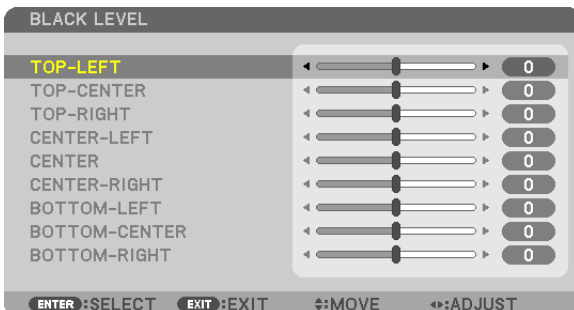 BLACK LEVEL
TOP-LEFT 0
TOP-CENTER 0
TOP-RIGHT 0
CENTER-LEFT 0
CENTER 0
CENTER-RIGHT 0
BOTTOM-LEFT 0
BOTTOM-CENTER 0
BOTTOM-RIGHT 0
ENTER :SELECT EXIT :EXIT :MOVE :ADJUST